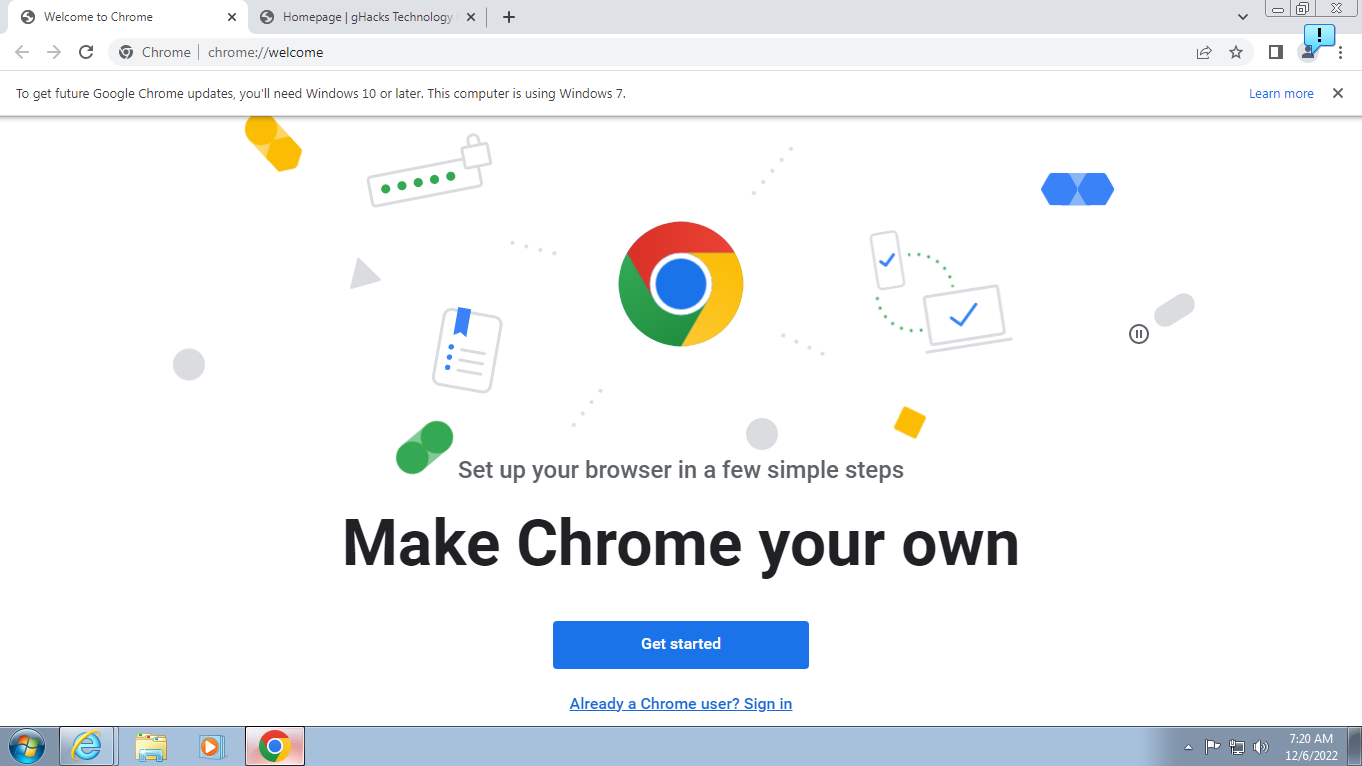 Welcome to Chrome
Homepage | gHacks Technology
Chrome
chrome://welcome
To get future Google Chrome updates, you'll need Windows 10 or later. This computer is using Windows 7.
Learn more
Set up your browser in a few simple steps
Make Chrome your own
Get started
Already a Chrome user? Sign in
7:20 AM
12/6/2022